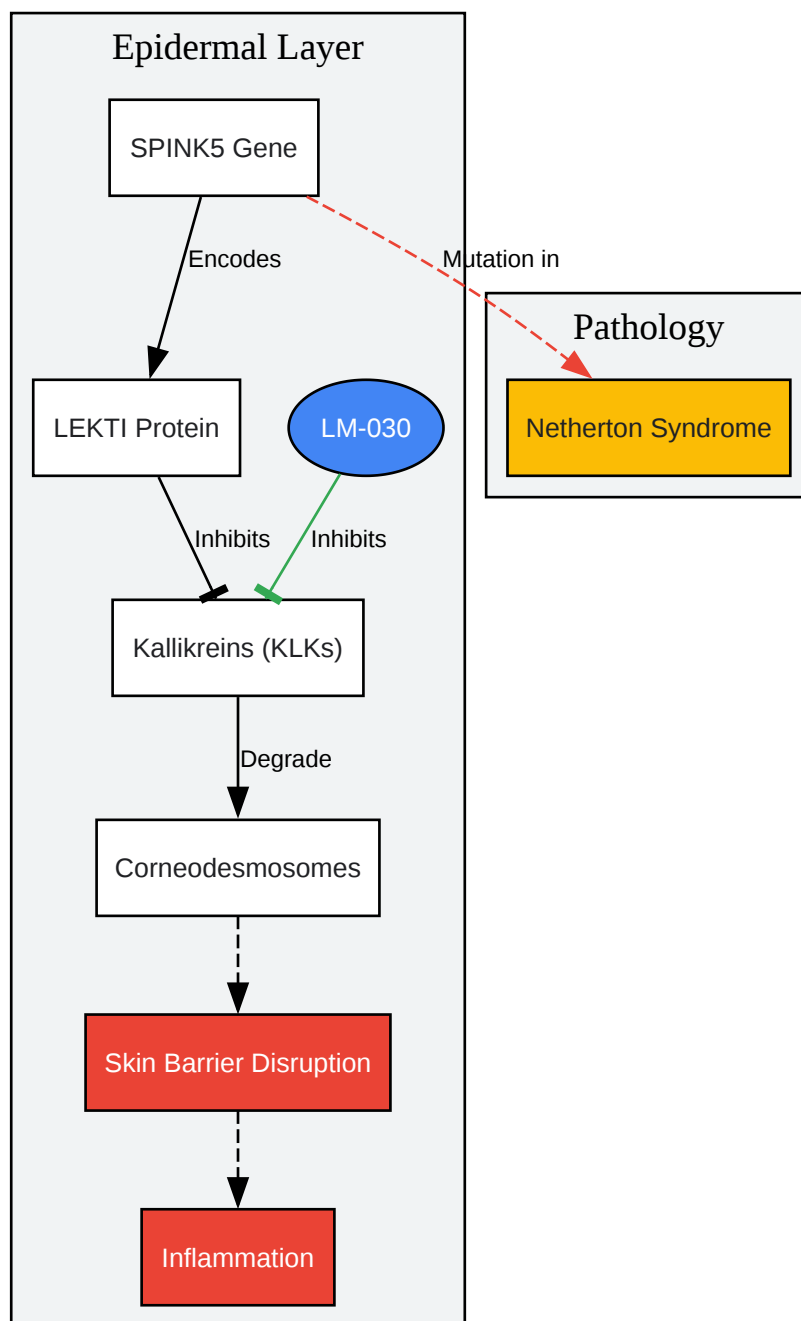 Epidermal Layer
SPINK5 Gene
Encodes
Mutation in
Pathology
LEKTI Protein
LM-030
Netherton Syndrome
Inhibits
Inhibits
Kallikreins (KLKs)
Degrade
Corneodesmosomes
Skin Barrier Disruption
Inflammation